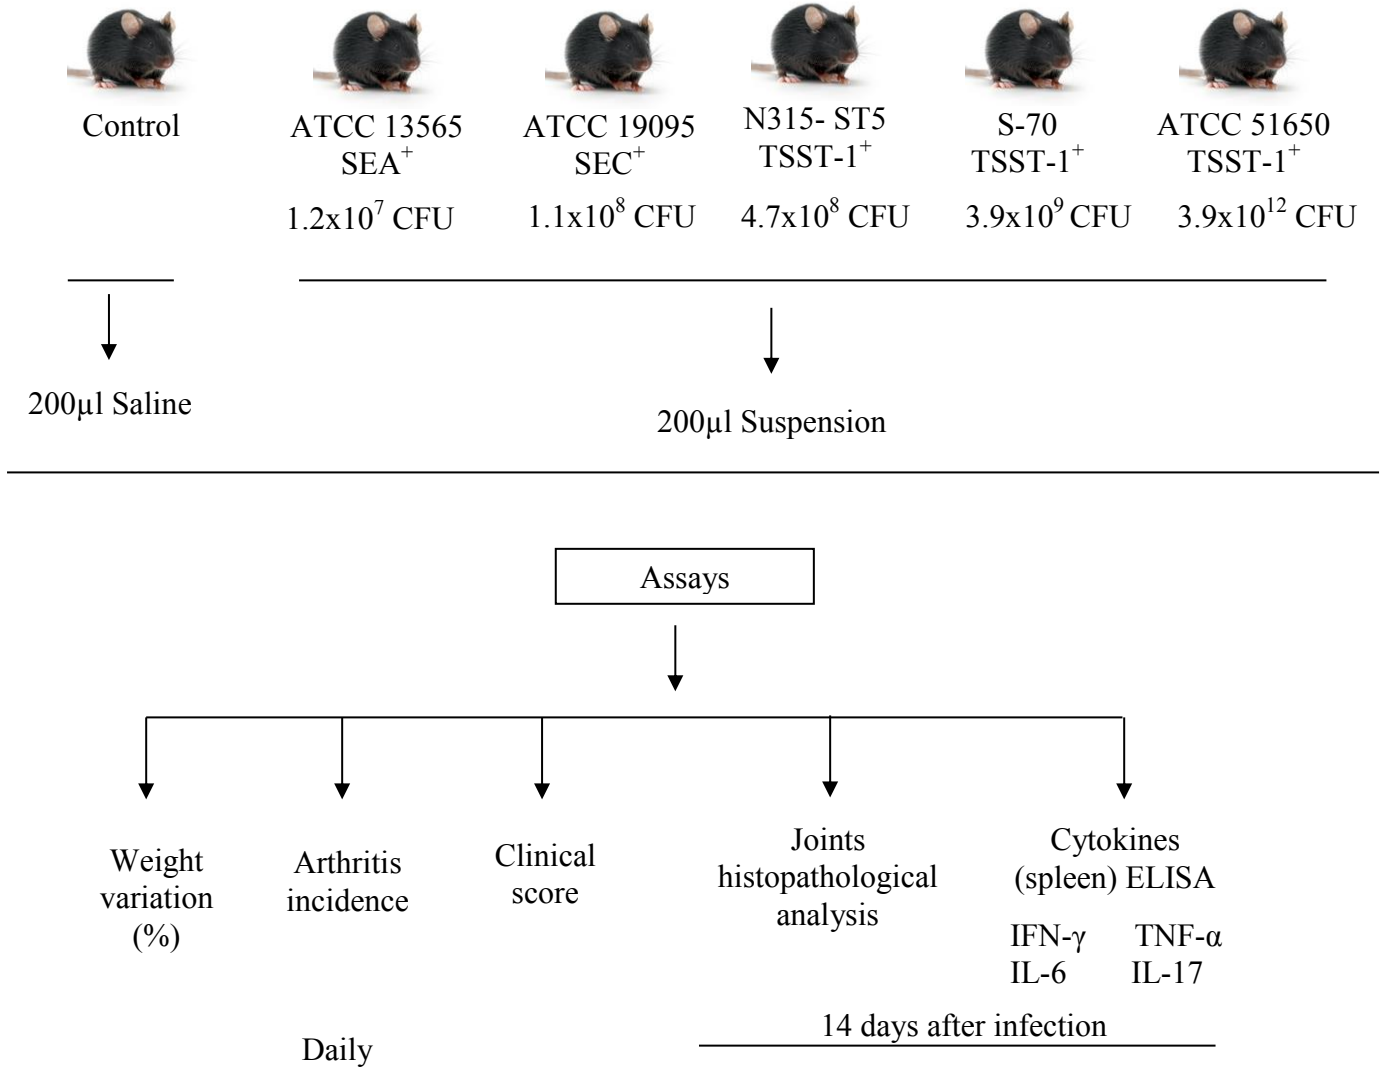 Control
ATCC 13565
SEA⁺
1.2x10⁷ CFU
ATCC 19095
SEC⁺
1.1x10⁸ CFU
N315- ST5
TSST-1⁺
4.7x10⁸ CFU
S-70
TSST-1⁺
3.9x10⁹ CFU
ATCC 51650
TSST-1⁺
3.9x10¹² CFU
200µl Saline
200µl Suspension
Assays
Weight
variation
(%)
Arthritis
incidence
Clinical
score
Joints
histopathological
analysis
Cytokines
(spleen) ELISA
IFN-γ TNF-α
IL-6 IL-17
Daily
14 days after infection